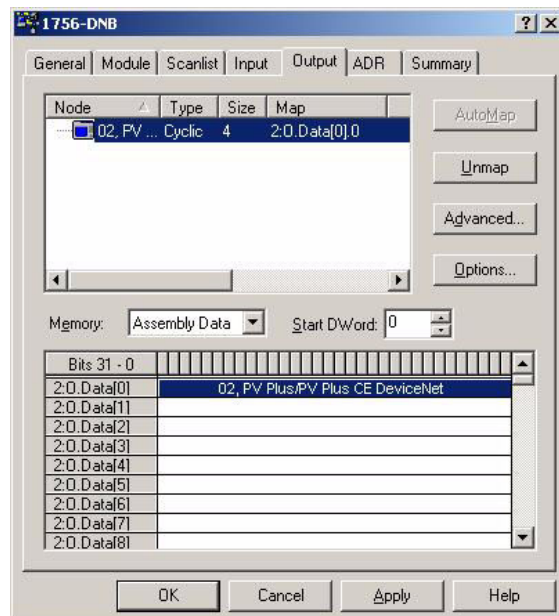 1756-DNB
General Module Scanlist Input Output ADR Summary
Node Type Size Map
02, PV ... Cyclic 4 2:O.Data[0].0
AutoMap
Unmap
Advanced...
Options...
Memory: Assembly Data Start DWord: 0
Bits 31 - 0
2:O.Data[0] 02, PV Plus/PV Plus CE DeviceNet
2:O.Data[1]
2:O.Data[2]
2:O.Data[3]
2:O.Data[4]
2:O.Data[5]
2:O.Data[6]
2:O.Data[7]
2:O.Data[8]
OK Cancel Apply Help